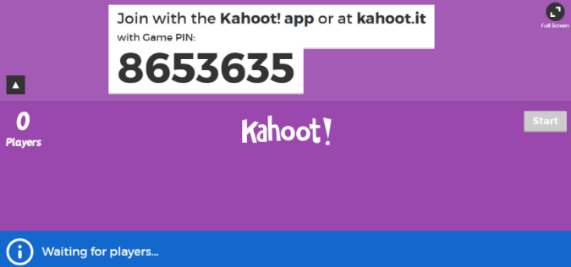 Join with the Kahoot! app or at kahoot.it
with Game PIN:
8653635
Full Screen
0
Players
Kahoot!
Start
Waiting for players...